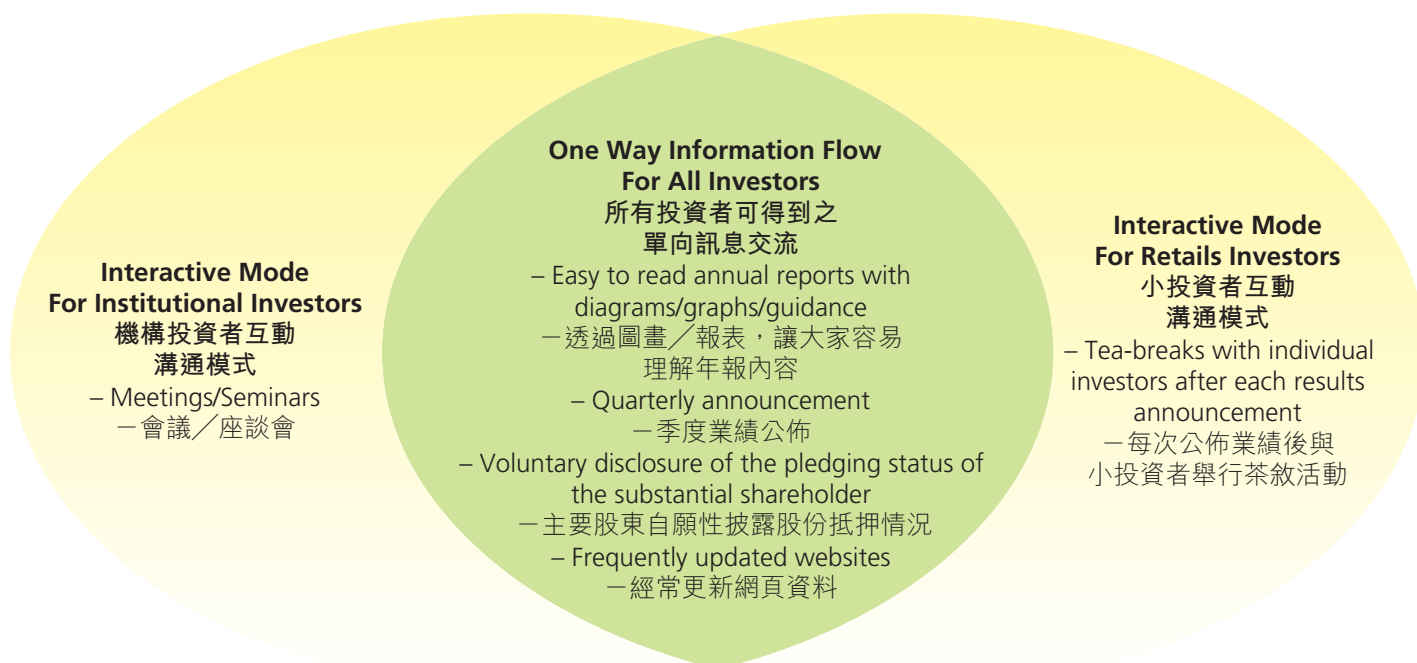 Interactive Mode
For Institutional Investors
機構投資者互動
溝通模式
– Meetings/Seminars
－會議╱座談會
One Way Information Flow
For All Investors
所有投資者可得到之
單向訊息交流
– Easy to read annual reports with
diagrams/graphs/guidance
－透過圖畫╱報表，讓大家容易
理解年報內容
– Quarterly announcement
－季度業績公佈
– Voluntary disclosure of the pledging status of
the substantial shareholder
－主要股東自願性披露股份抵押情況
– Frequently updated websites
－經常更新網頁資料
Interactive Mode
For Retails Investors
小投資者互動
溝通模式
– Tea-breaks with individual
investors after each results
announcement
－每次公佈業績後與
小投資者舉行茶敘活動